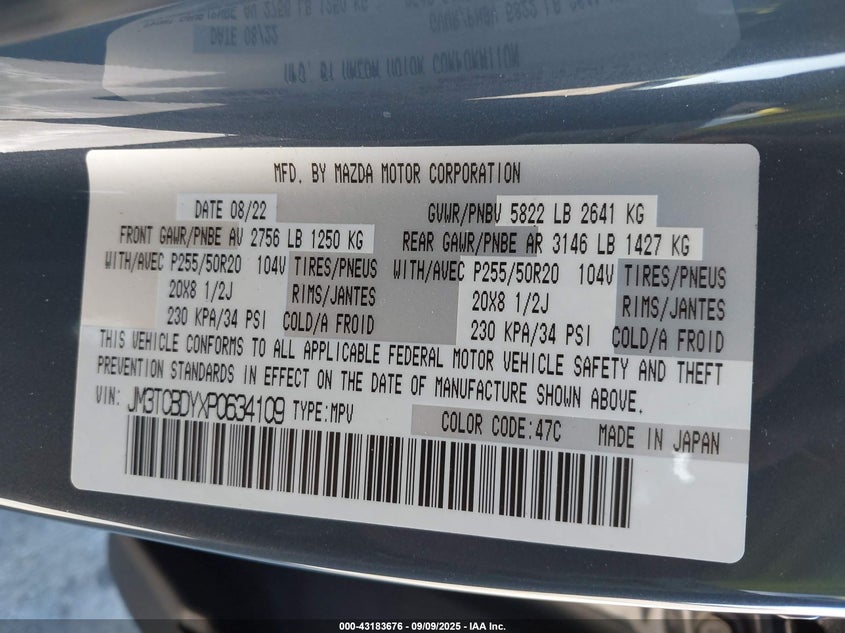 MFD. BY MAZDA MOTOR CORPORATION
DATE 08/22 GVWR/PNBV 5822 LB 2641 KG
FRONT GAWR/PNBE AV 2756 LB 1250 KG REAR GAWR/PNBE AR 3146 LB 1427 KG
WITH/AVEC P255/50R20 104V TIRES/PNEUS WITH/AVEC P255/50R20 104V TIRES/PNEUS
20X8 1/2J RIMS/JANTES 20X8 1/2J RIMS/JANTES
230 KPA/34 PSI COLD/A FROID 230 KPA/34 PSI COLD/A FROID
THIS VEHICLE CONFORMS TO ALL APPLICABLE FEDERAL MOTOR VEHICLE SAFETY AND THEFT
PREVENTION STANDARDS IN EFFECT ON THE DATE OF MANUFACTURE SHOWN ABOVE.
VIN: JM3TCBDYXP0634109 TYPE:MPV COLOR CODE:47C MADE IN JAPAN
000-43183676 - 09/09/2025 - IAA Inc.